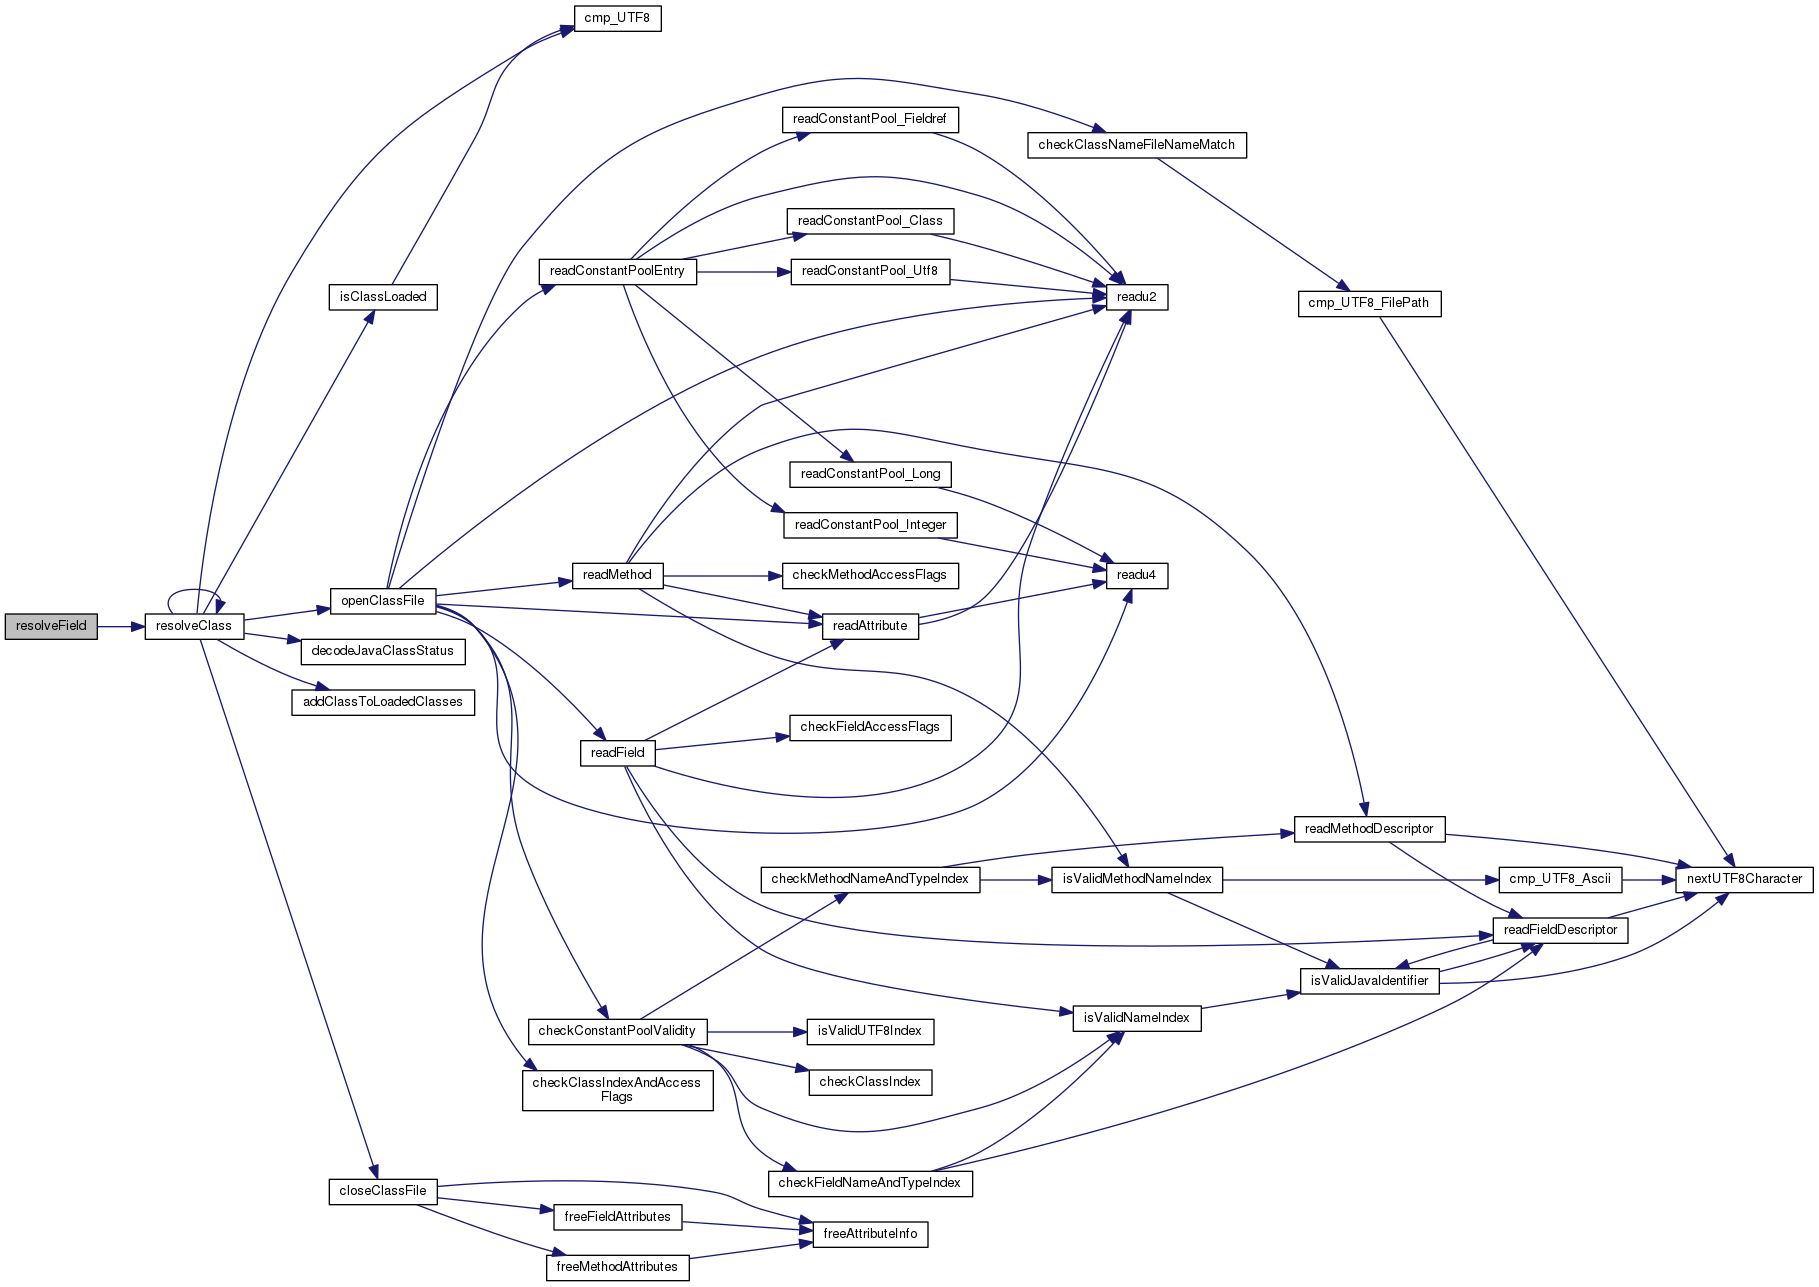 cmp_UTF8
readConstantPool_Fieldref
checkClassNameFileNameMatch
readConstantPool_Class
readConstantPoolEntry
readConstantPool_Utf8
isClassLoaded
readu2
cmp_UTF8_FilePath
readConstantPool_Long
readConstantPool_Integer
readMethod
checkMethodAccessFlags
readu4
openClassFile
resolveField
resolveClass
readAttribute
decodeJavaClassStatus
addClassToLoadedClasses
checkFieldAccessFlags
readField
readMethodDescriptor
checkMethodNameAndTypeIndex
isValidMethodNameIndex
cmp_UTF8_Ascii
nextUTF8Character
readFieldDescriptor
isValidJavaIdentifier
isValidNameIndex
checkConstantPoolValidity
isValidUTF8Index
checkClassIndexAndAccess
Flags
checkClassIndex
checkFieldNameAndTypeIndex
closeClassFile
freeFieldAttributes
freeAttributeInfo
freeMethodAttributes